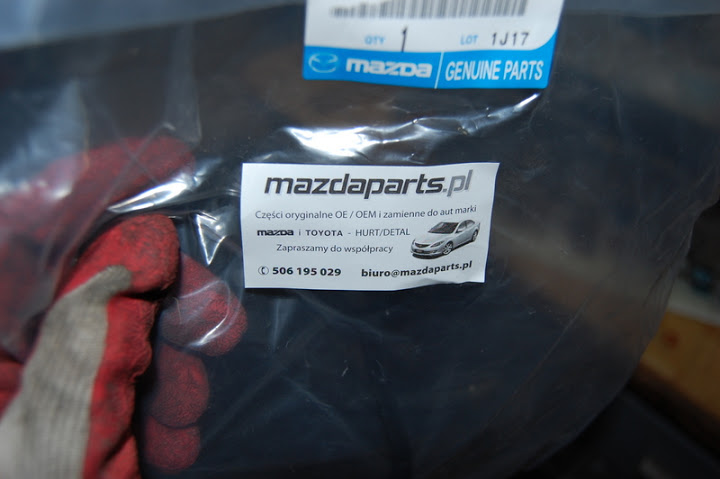 QTY 1 LOT 1J17
mazda GENUINE PARTS
mazdaparts.pl
Części oryginalne OE / OEM i zamienne do aut marki
mazda i TOYOTA - HURT/DETAL
Zapraszamy do współpracy
506 195 029 biuro@mazdaparts.pl